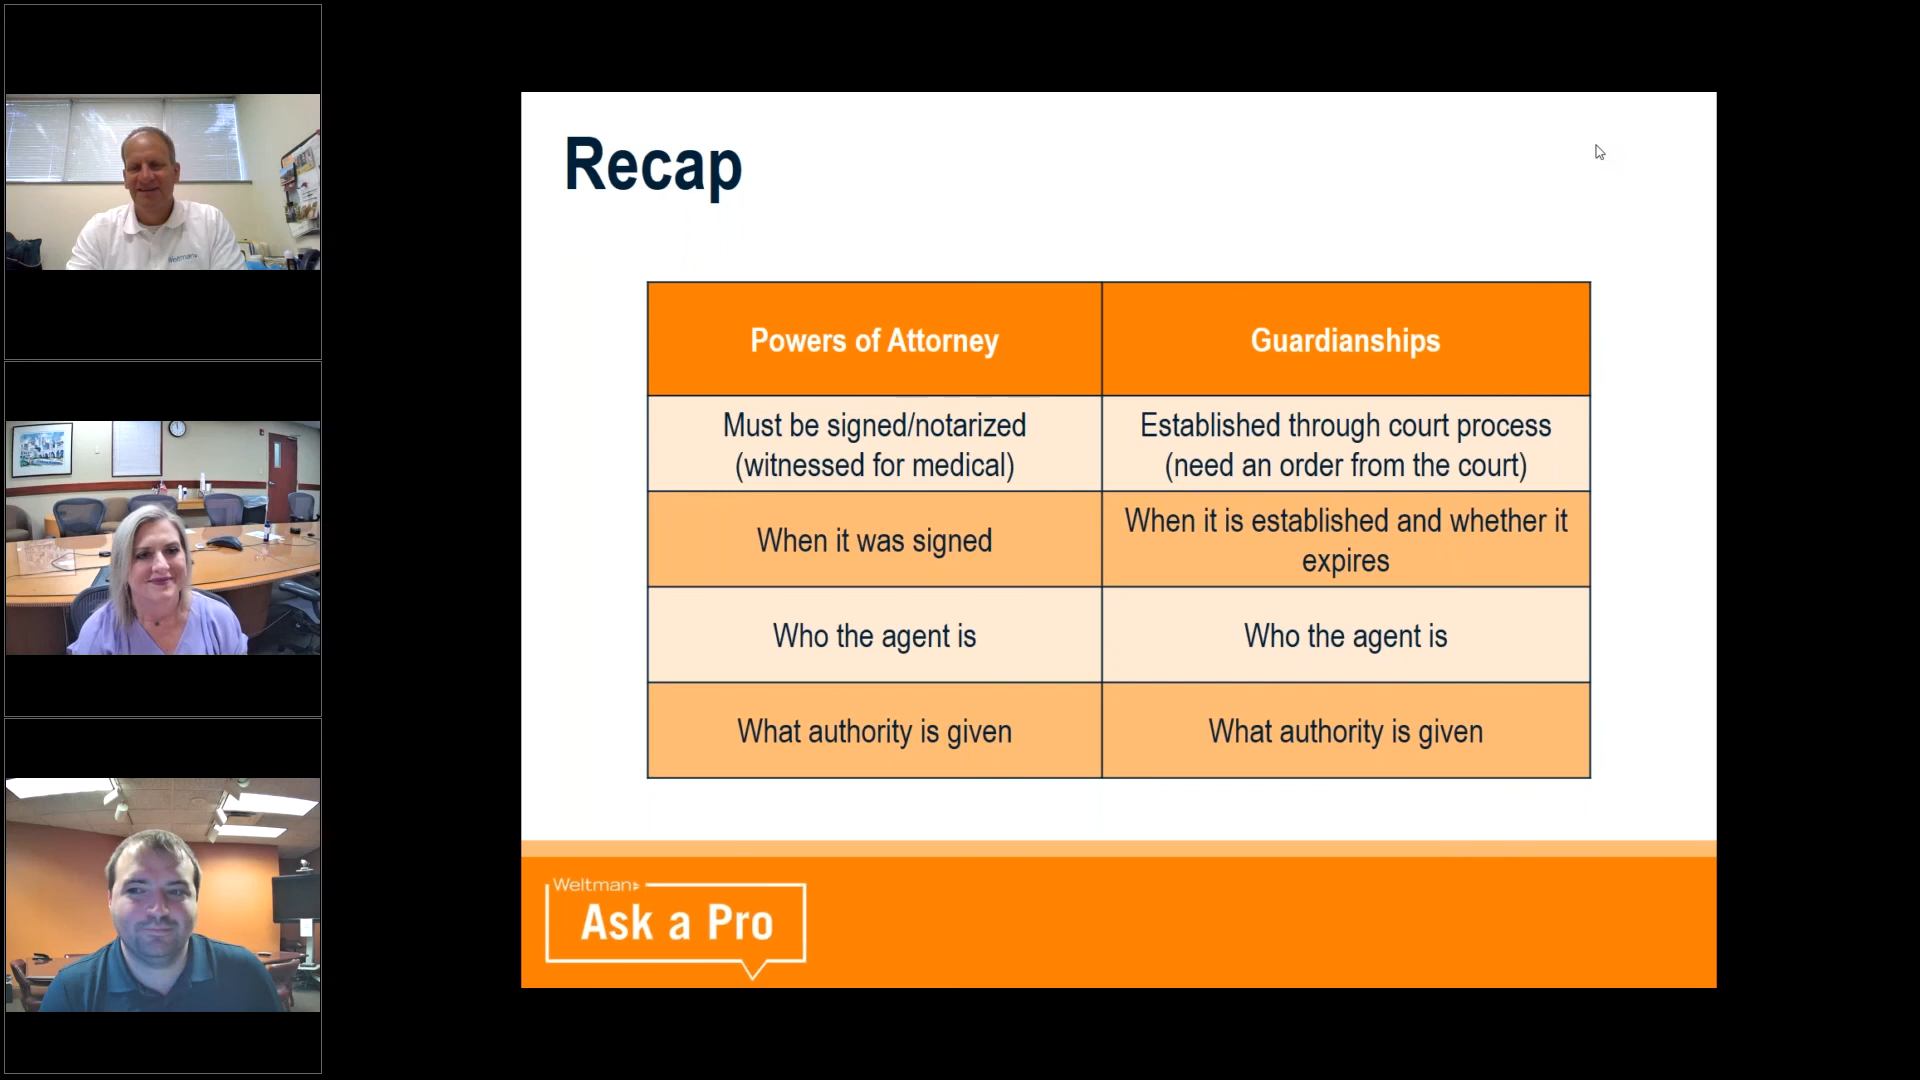 Weltman
Recap
Powers of Attorney
Guardianships
Must be signed/notarized
(witnessed for medical)
Established through court process
(need an order from the court)
When it was signed
When it is established and whether it
expires
Who the agent is
Who the agent is
What authority is given
What authority is given
Weltman
Ask a Pro